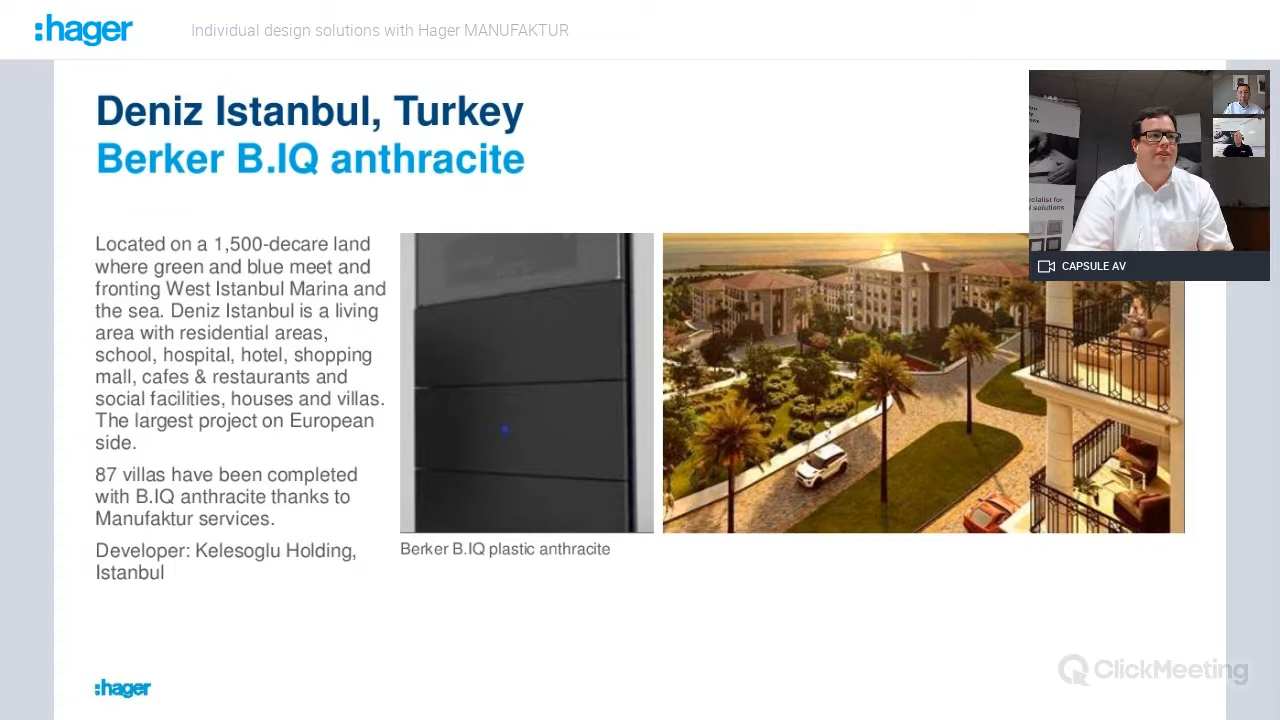 :hager
Individual design solutions with Hager MANUFAKTUR
Deniz Istanbul, Turkey
Berker B.IQ anthracite
Located on a 1,500-decare land
where green and blue meet and
fronting West Istanbul Marina and
the sea. Deniz Istanbul is a living
area with residential areas,
school, hospital, hotel, shopping
mall, cafes & restaurants and
social facilities, houses and villas.
The largest project on European
side.
87 villas have been completed
with B.IQ anthracite thanks to
Manufaktur services.
Developer: Kelesoglu Holding,
Istanbul
Berker B.IQ plastic anthracite
solutions
CAPSULE AV
:hager
ClickMeeting